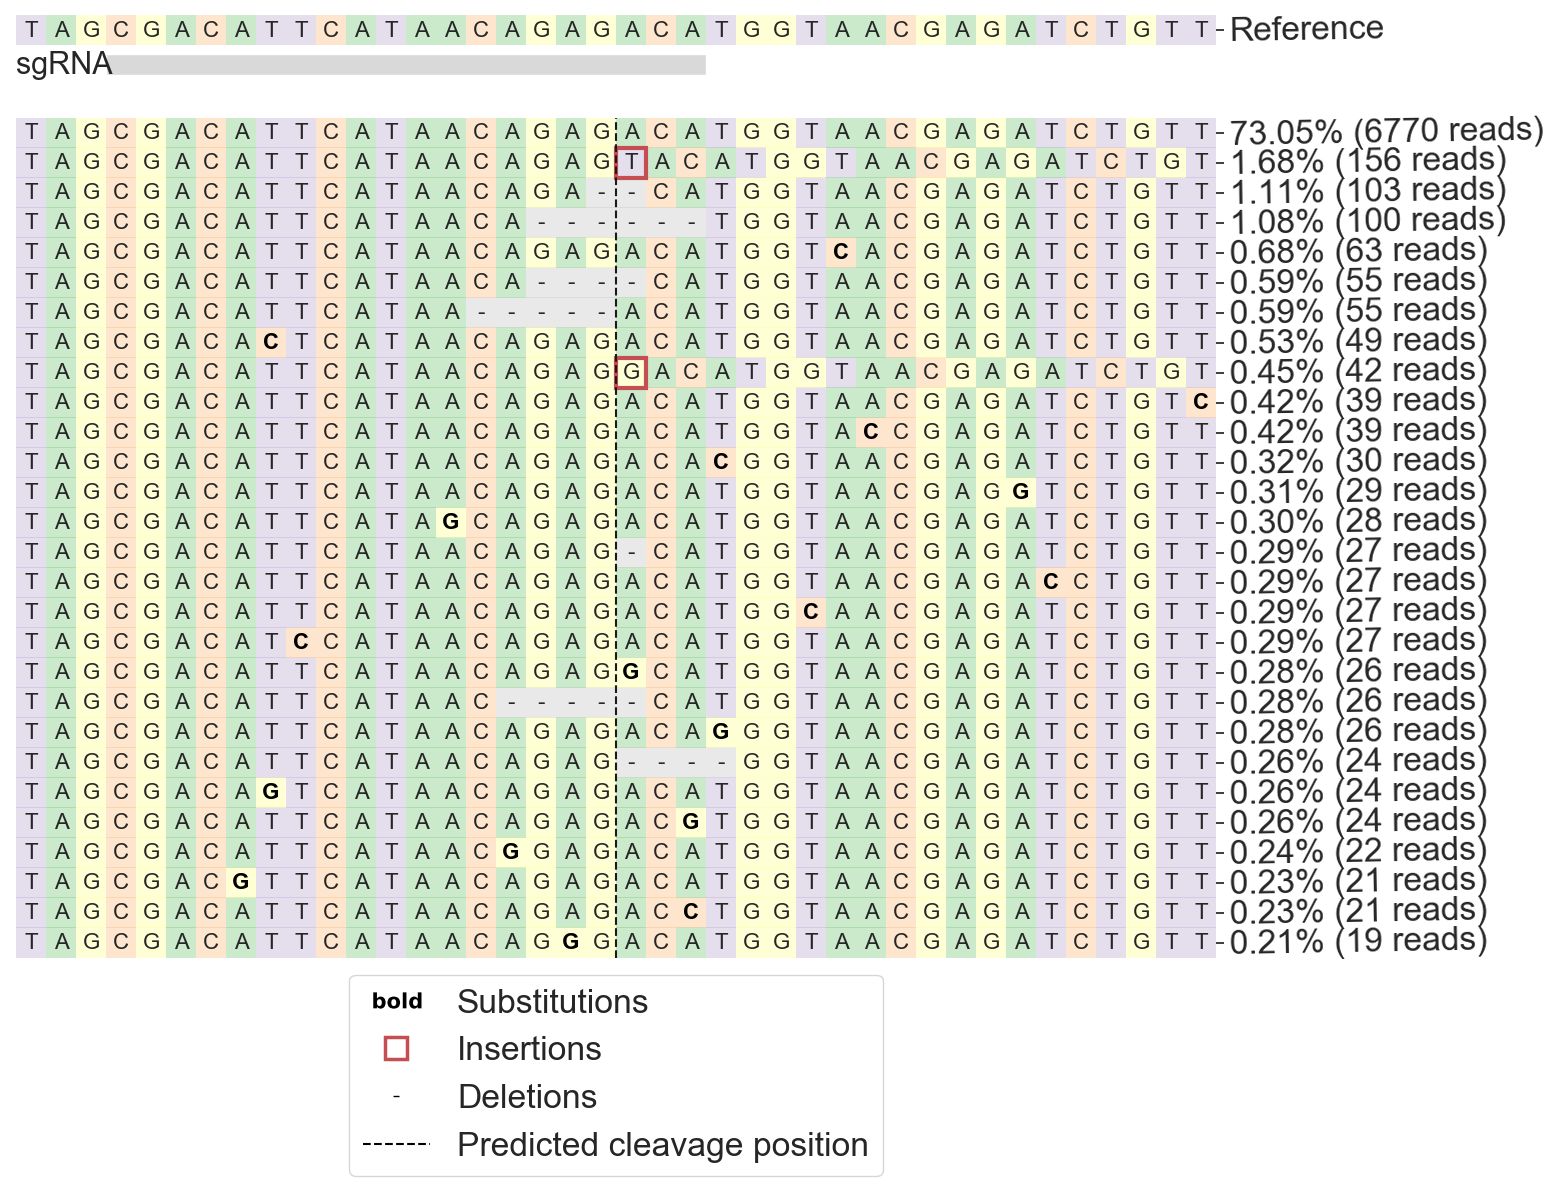 T A G C G A C A T T C A T A A C A G A G A C A T G G T A A C G A G A T C T G T T Reference
sgRNA
T A G C G A C A T T C A T A A C A G A G A C A T G G T A A C G A G A T C T G T T 73.05% (6770 reads)
T A G C G A C A T T C A T A A C A G A G T A C A T G G T A A C G A G A T C T G T 1.68% (156 reads)
T A G C G A C A T T C A T A A C A G A - - C A T G G T A A C G A G A T C T G T T 1.11% (103 reads)
T A G C G A C A T T C A T A A C A - - - - - - T G G T A A C G A G A T C T G T T 1.08% (100 reads)
T A G C G A C A T T C A T A A C A G A G A C A T G G T C A C G A G A T C T G T T 0.68% (63 reads)
T A G C G A C A T T C A T A A C A - - - - C A T G G T A A C G A G A T C T G T T 0.59% (55 reads)
T A G C G A C A T T C A T A A - - - - - A C A T G G T A A C G A G A T C T G T T 0.59% (55 reads)
T A G C G A C A C T C A T A A C A G A G A C A T G G T A A C G A G A T C T G T T 0.53% (49 reads)
T A G C G A C A T T C A T A A C A G A G G A C A T G G T A A C G A G A T C T G T 0.45% (42 reads)
T A G C G A C A T T C A T A A C A G A G A C A T G G T A A C G A G A T C T G T C 0.42% (39 reads)
T A G C G A C A T T C A T A A C A G A G A C A T G G T A C C G A G A T C T G T T 0.42% (39 reads)
T A G C G A C A T T C A T A A C A G A G A C A C G G T A A C G A G A T C T G T T 0.32% (30 reads)
T A G C G A C A T T C A T A A C A G A G A C A T G G T A A C G A G G T C T G T T 0.31% (29 reads)
T A G C G A C A T T C A T A G C A G A G A C A T G G T A A C G A G A T C T G T T 0.30% (28 reads)
T A G C G A C A T T C A T A A C A G A G - C A T G G T A A C G A G A T C T G T T 0.29% (27 reads)
T A G C G A C A T T C A T A A C A G A G A C A T G G T A A C G A G A C C T G T T 0.29% (27 reads)
T A G C G A C A T T C A T A A C A G A G A C A T G G C A A C G A G A T C T G T T 0.29% (27 reads)
T A G C G A C A T C C A T A A C A G A G A C A T G G T A A C G A G A T C T G T T 0.29% (27 reads)
T A G C G A C A T T C A T A A C A G A G G C A T G G T A A C G A G A T C T G T T 0.28% (26 reads)
T A G C G A C A T T C A T A A C - - - - - C A T G G T A A C G A G A T C T G T T 0.28% (26 reads)
T A G C G A C A T T C A T A A C A G A G A C A G G G T A A C G A G A T C T G T T 0.28% (26 reads)
T A G C G A C A T T C A T A A C A G A G - - - - G G T A A C G A G A T C T G T T 0.26% (24 reads)
T A G C G A C A G T C A T A A C A G A G A C A T G G T A A C G A G A T C T G T T 0.26% (24 reads)
T A G C G A C A T T C A T A A C A G A G A C G T G G T A A C G A G A T C T G T T 0.26% (24 reads)
T A G C G A C A T T C A T A A C G G A G A C A T G G T A A C G A G A T C T G T T 0.24% (22 reads)
T A G C G A C G T T C A T A A C A G A G A C A T G G T A A C G A G A T C T G T T 0.23% (21 reads)
T A G C G A C A T T C A T A A C A G A G A C C T G G T A A C G A G A T C T G T T 0.23% (21 reads)
T A G C G A C A T T C A T A A C A G G G A C A T G G T A A C G A G A T C T G T T 0.21% (19 reads)
bold Substitutions
Insertions
- Deletions
Predicted cleavage position